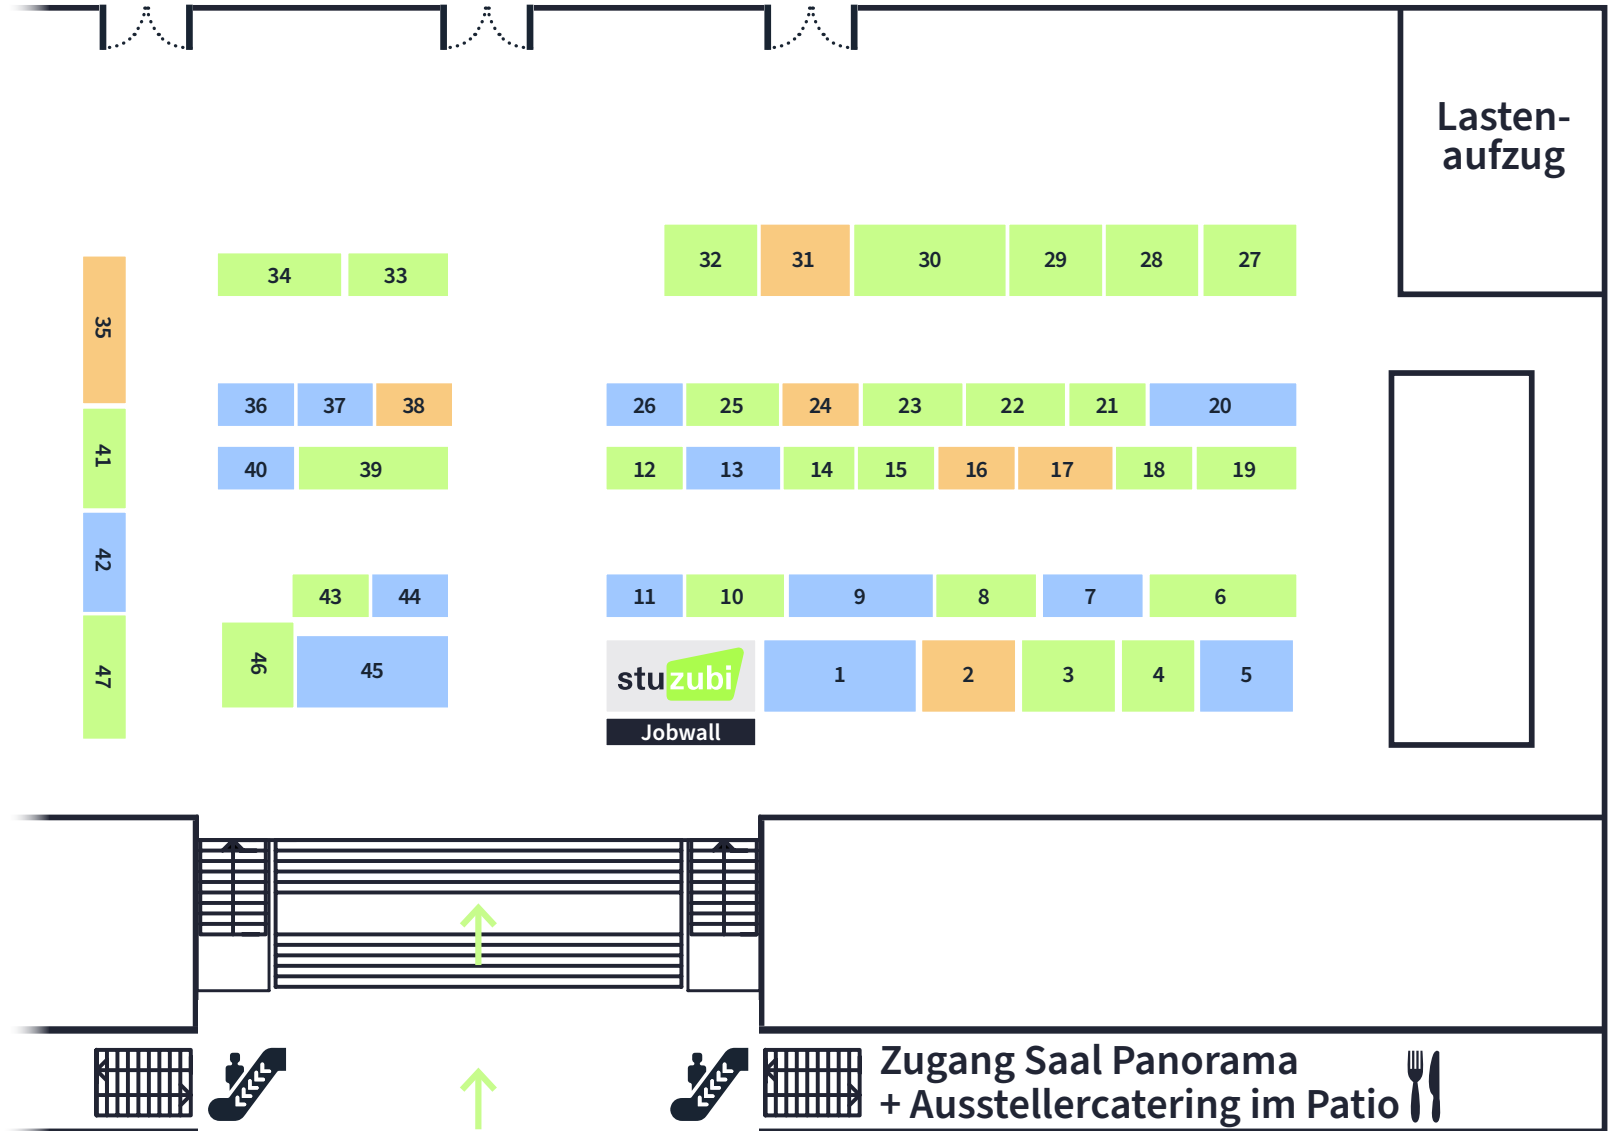 Lasten-
aufzug
32 31 30 29 28 27
34 33
35
36 37 38 26 25 24 23 22 21 20
41
40 39 12 13 14 15 16 17 18 19
42
43 44 11 10 9 8 7 6
46 45 stuzubi 1 2 3 4 5
47
Jobwall
Zugang Saal Panorama
+ Ausstellercatering im Patio